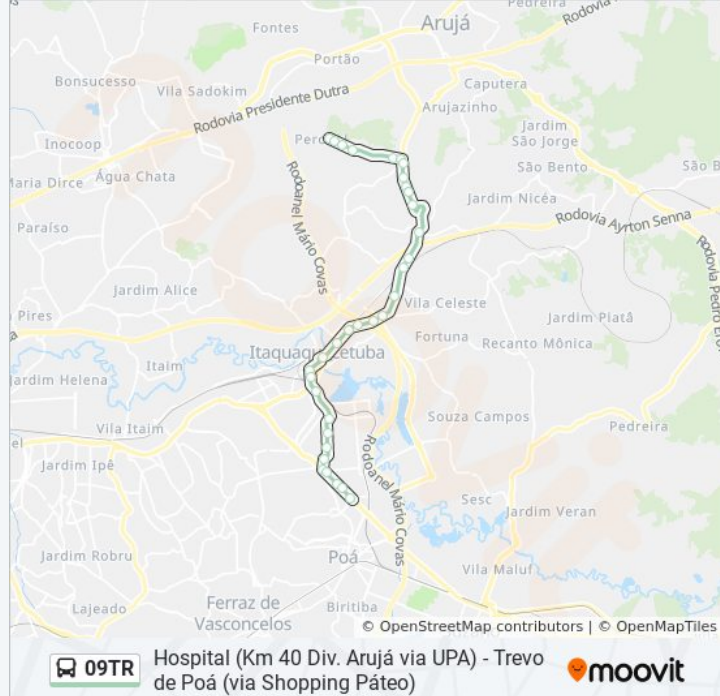 Pedreira
Rodovia
Arujá
Fontes
Portão
Bonsucesso
Vila Sadokim
Caputera
Arujazinho
Rodovia Presidente Dutra
Inocoop
Jardim
São Jorge
São Bento
São B
Maria Dirce
Água Chata
Rodoanel Mário Covas
Jardim Nicéa
Paraíso
Rodovia Ayrton Senna
Rodovia Pedro
Jardim Alice
Vila Celeste
Jardim Piatã
Pires
Fortuna
Recanto Mônica
Itaim
Jardim Helena
Souza Campos
Vila Itaim
Pedreira
Jardim Ipê
Rodoanel Mário Covas
Sesc
Jardim Veran
Jardim Robru
Poá
Vila Maluf
Lajeado
Ferraz de
Vasconcelos
Biritiba
© OpenStreetMap contributors | © OpenMapTiles
09TR
Hospital (Km 40 Div. Arujá via UPA) - Trevo
de Poá (via Shopping Páteo)
moovit